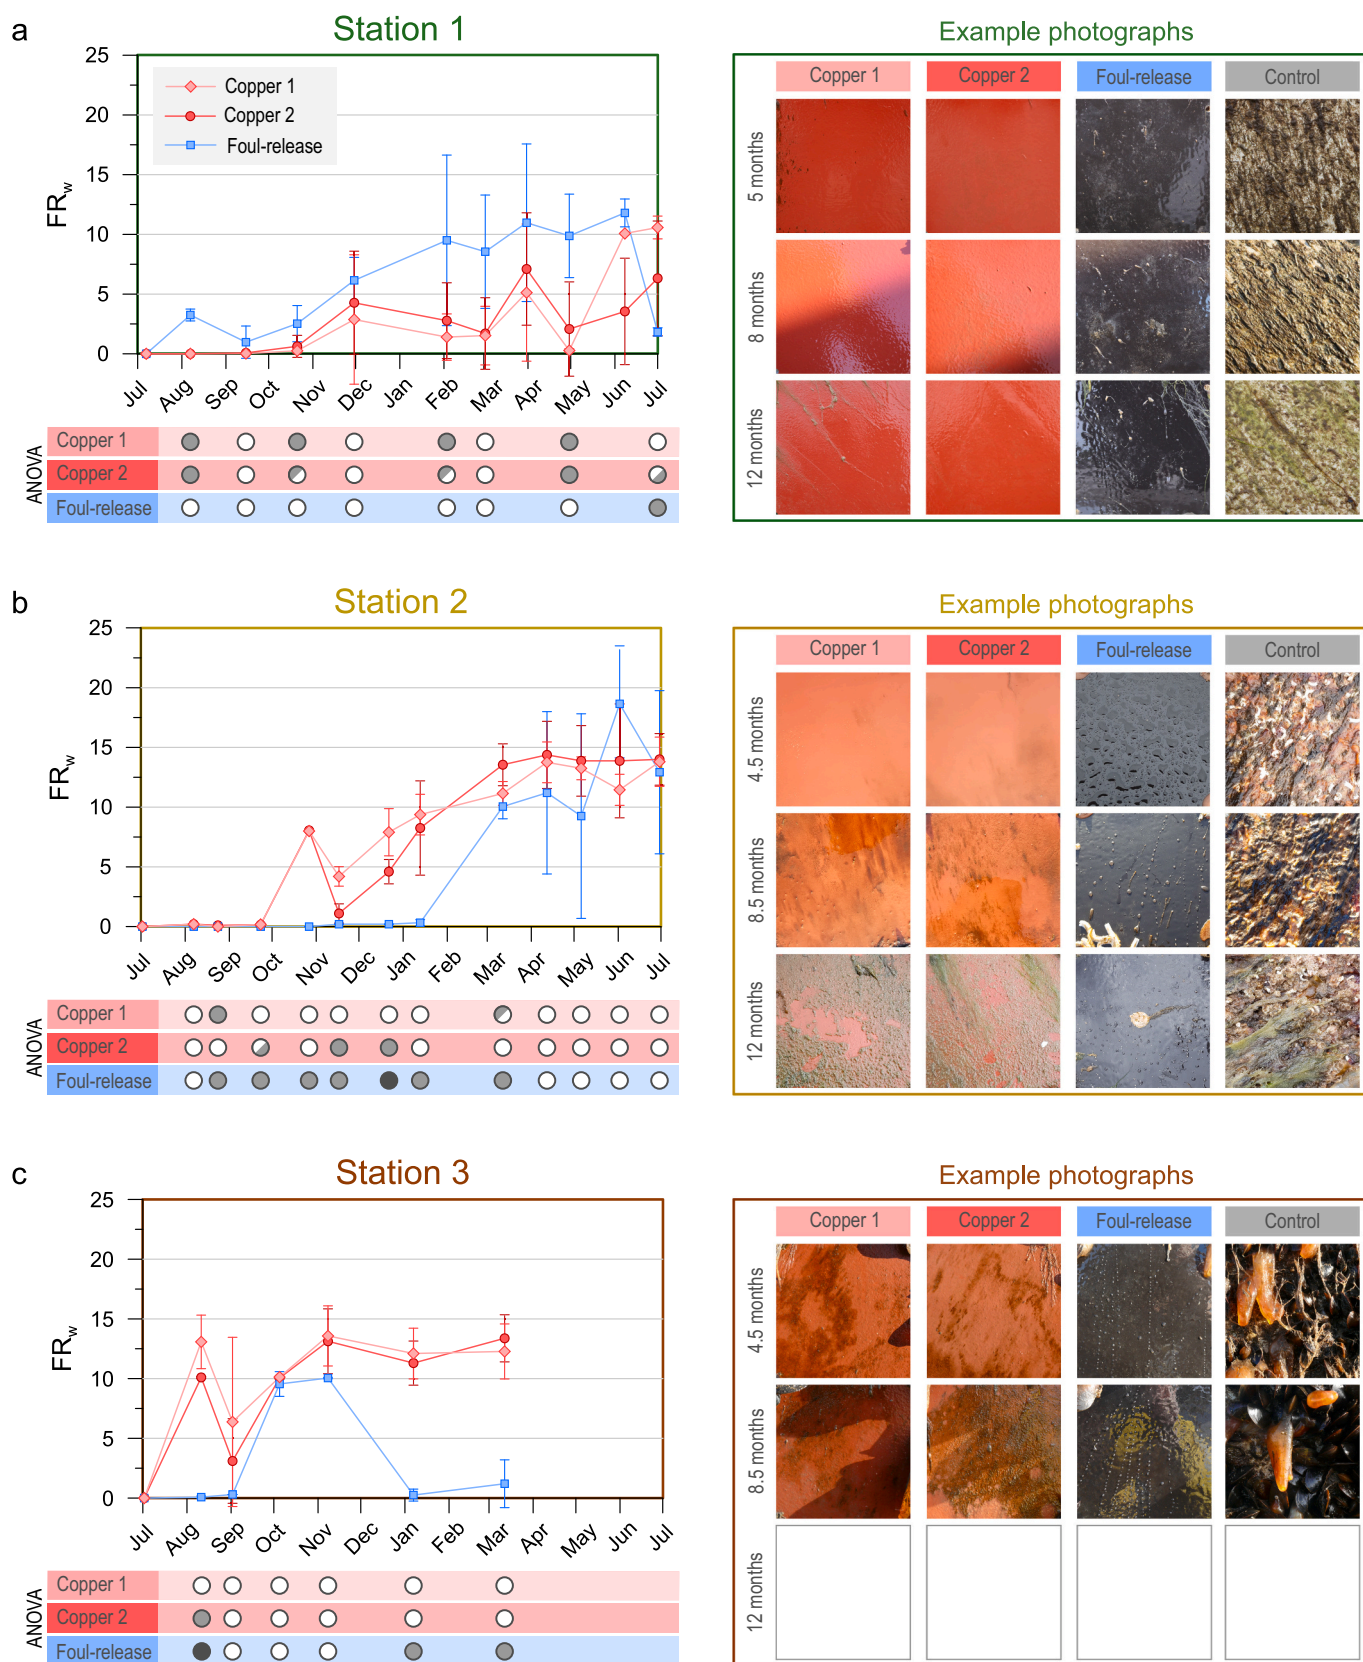 a
Station 1
25
20
15
10
5
0
FRw
Copper 1
Copper 2
Foul-release
Jul
Aug
Sep
Oct
Nov
Dec
Jan
Feb
Mar
Apr
May
Jun
Jul
ANOVA
Copper 1
Copper 2
Foul-release
Example photographs
Copper 1 Copper 2 Foul-release Control
5 months
8 months
12 months
b
Station 2
25
20
15
10
5
0
FRw
Jul
Aug
Sep
Oct
Nov
Dec
Jan
Feb
Mar
Apr
May
Jun
Jul
ANOVA
Copper 1
Copper 2
Foul-release
Example photographs
Copper 1 Copper 2 Foul-release Control
4.5 months
8.5 months
12 months
c
Station 3
25
20
15
10
5
0
FRw
Jul
Aug
Sep
Oct
Nov
Dec
Jan
Feb
Mar
Apr
May
Jun
Jul
ANOVA
Copper 1
Copper 2
Foul-release
Example photographs
Copper 1 Copper 2 Foul-release Control
4.5 months
8.5 months
12 months